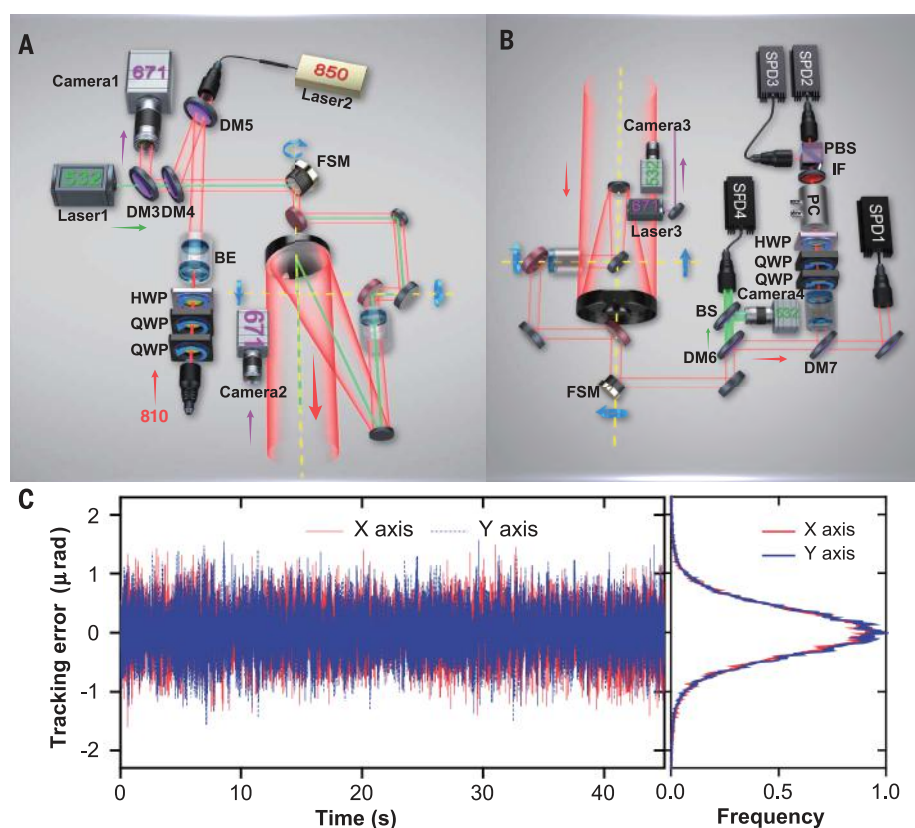 A
Camera1
671
850
Laser2
DM5
FSM
532
Laser1
DM3
DM4
BE
HWP
QWP
QWP
671
Camera2
810
B
SPD3
SPD2
Camera3
532
PBS
IF
671
Laser3
SPD4
PC
SPD1
HWP
QWP
QWP
BS
Camera4
532
DM6
DM7
FSM
C
Tracking error (μrad)
2
1
0
-1
-2
X axis
Y axis
0
10
20
30
40
Time (s)
X axis
Y axis
0.0
0.5
1.0
Frequency